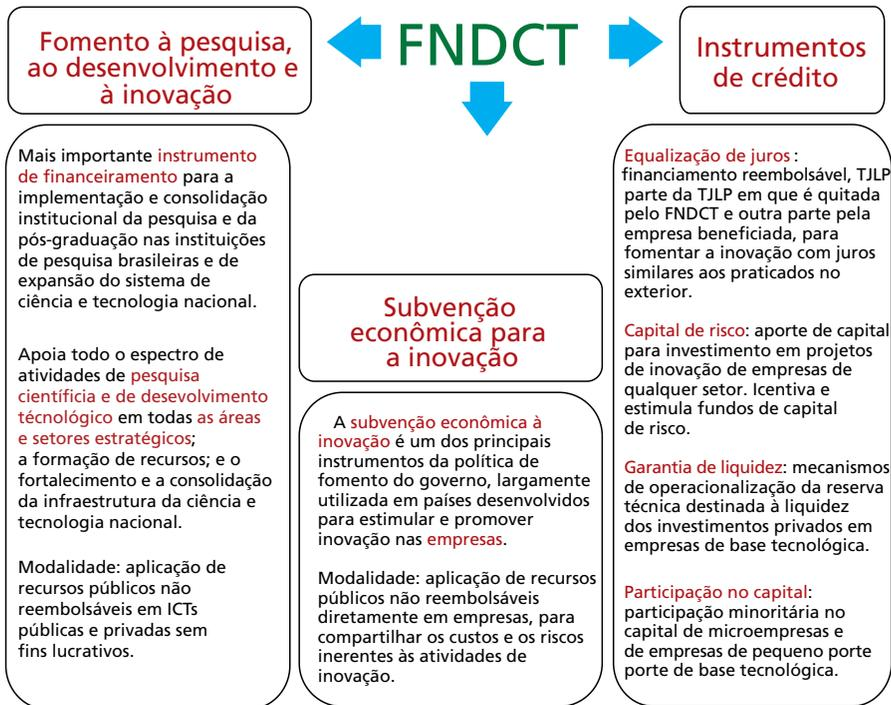 FNDCT
Fomento à pesquisa,
ao desenvolvimento e
à inovação
Mais importante instrumento
de financeiramento para a
implementação e consolidação
institucional da pesquisa e da
pós-graduação nas instituições
de pesquisa brasileiras e de
expansão do sistema de
ciência e tecnologia nacional.
Apoia todo o espectro de
atividades de pesquisa
científicia e de desevolvimento
técnológico em todas as áreas
e setores estratégicos;
a formação de recursos; e o
fortalecimento e a consolidação
da infraestrutura da ciência e
tecnologia nacional.
Modalidade: aplicação de
recursos públicos não
reembolsáveis em ICTs
públicas e privadas sem
fins lucrativos.
Subvenção
econômica para
a inovação
A subvenção econômica à
inovação é um dos principais
instrumentos da política de
fomento do governo, largamente
utilizada em países desenvolvidos
para estimular e promover
inovação nas empresas.
Modalidade: aplicação de recursos
públicos não reembolsáveis
diretamente em empresas, para
compartilhar os custos e os riscos
inerentes às atividades de
inovação.
Instrumentos
de crédito
Equalização de juros :
financiamento reembolsável, TJLP
parte da TJLP em que é quitada
pelo FNDCT e outra parte pela
empresa beneficiada, para
fomentar a inovação com juros
similares aos praticados no
exterior.
Capital de risco: aporte de capital
para investimento em projetos
de inovação de empresas de
qualquer setor. Icentiva e
estimula fundos de capital
de risco.
Garantia de liquidez: mecanismos
de operacionalização da reserva
técnica destinada à liquidez
dos investimentos privados em
empresas de base tecnológica.
Participação no capital:
participação minoritária no
capital de microempresas e
de empresas de pequeno porte
porte de base tecnológica.